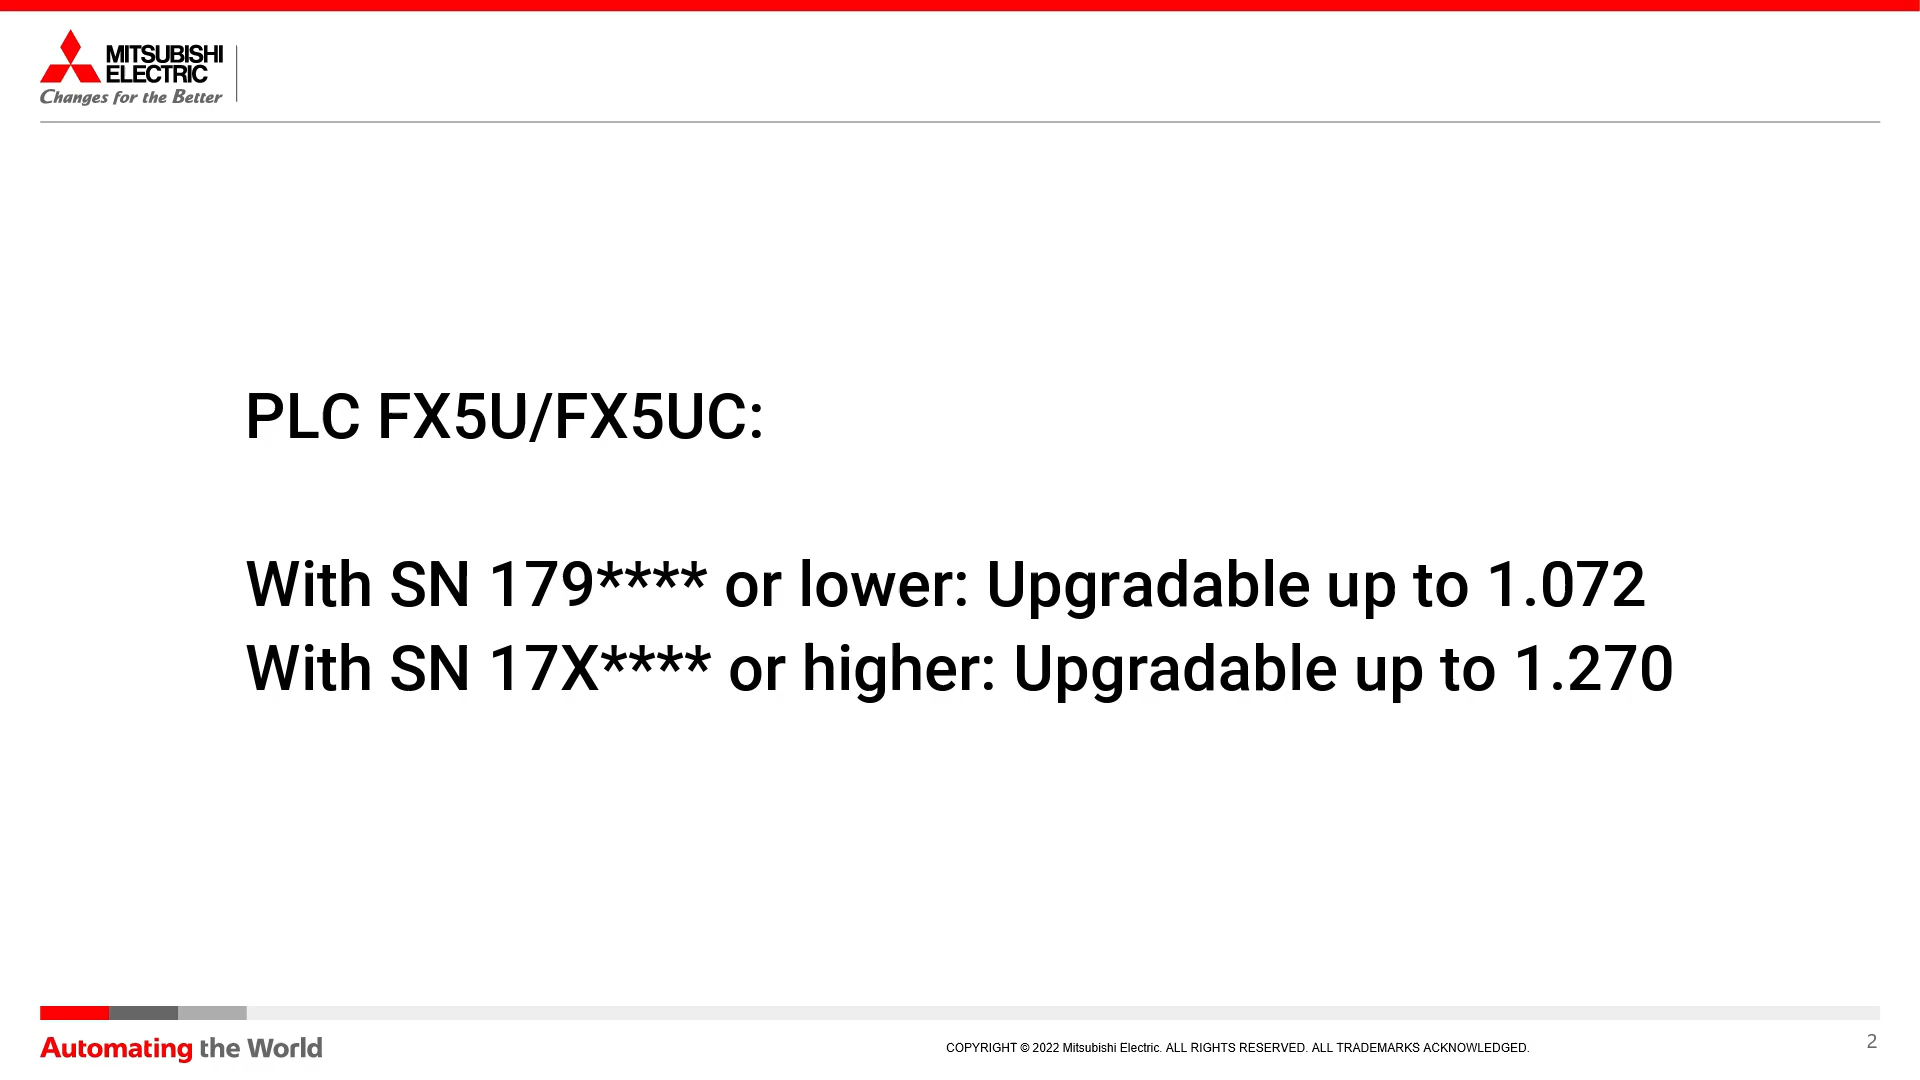 MITSUBISHI
ELECTRIC
Changes for the Better
PLC FX5U/FX5UC:
With SN 179**** or lower: Upgradable up to 1.072
With SN 17X**** or higher: Upgradable up to 1.270
Automating the World
COPYRIGHT © 2022 Mitsubishi Electric. ALL RIGHTS RESERVED. ALL TRADEMARKS ACKNOWLEDGED.
2